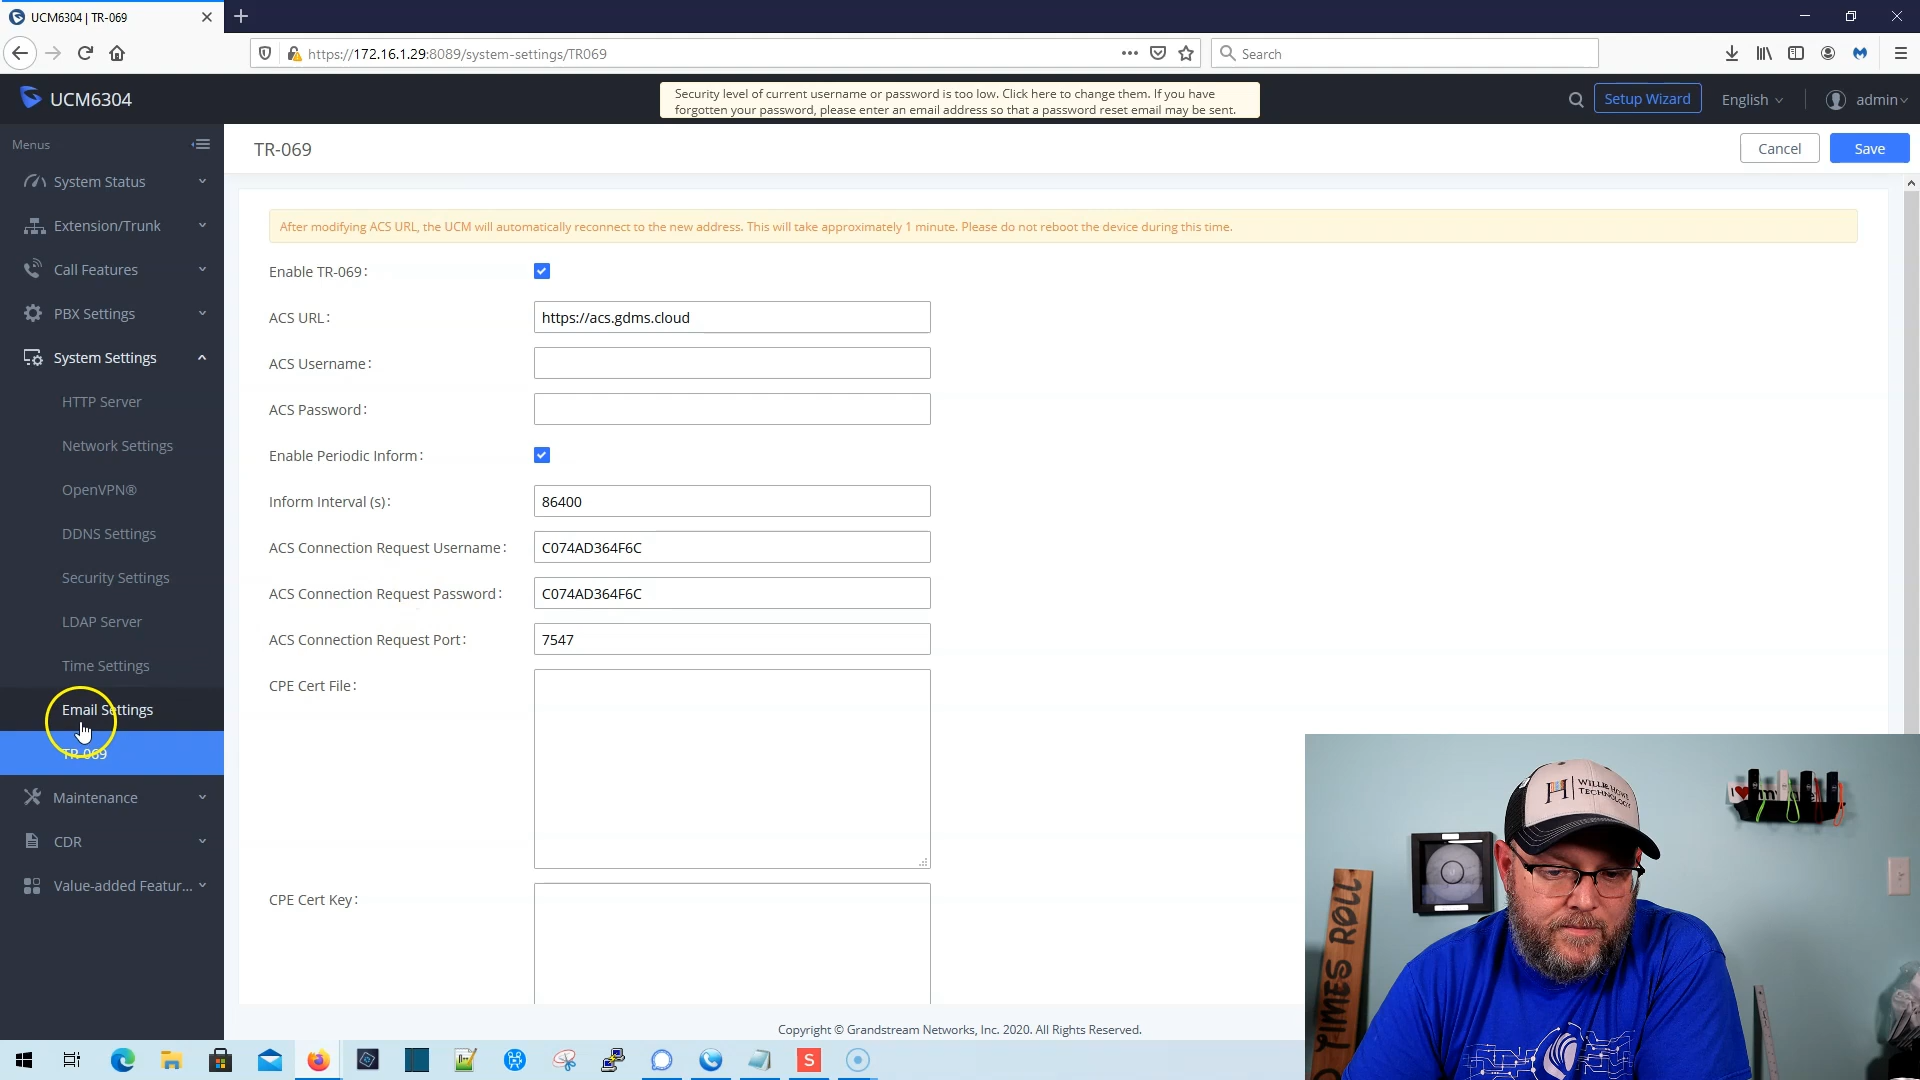 UCM6304 | TR-069
https://172.16.1.29:8089/system-settings/TR069
Search
UCM6304
Security level of current username or password is too low. Click here to change them. If you have
forgotten your password, please enter an email address so that a password reset email may be sent.
Setup Wizard
English
admin
Menus
System Status
Extension/Trunk
Call Features
PBX Settings
System Settings
HTTP Server
Network Settings
OpenVPN®
DDNS Settings
Security Settings
LDAP Server
Time Settings
Email Settings
TR-069
Maintenance
CDR
Value-added Featur...
TR-069
Cancel
Save
After modifying ACS URL, the UCM will automatically reconnect to the new address. This will take approximately 1 minute. Please do not reboot the device during this time.
Enable TR-069:
ACS URL: https://acs.gdms.cloud
ACS Username:
ACS Password:
Enable Periodic Inform:
Inform Interval (s): 86400
ACS Connection Request Username: C074AD364F6C
ACS Connection Request Password: C074AD364F6C
ACS Connection Request Port: 7547
CPE Cert File:
CPE Cert Key:
Copyright © Grandstream Networks, Inc. 2020. All Rights Reserved.
H WILLIE HOWE
TECHNOLOGY
TIMES ROLL
S